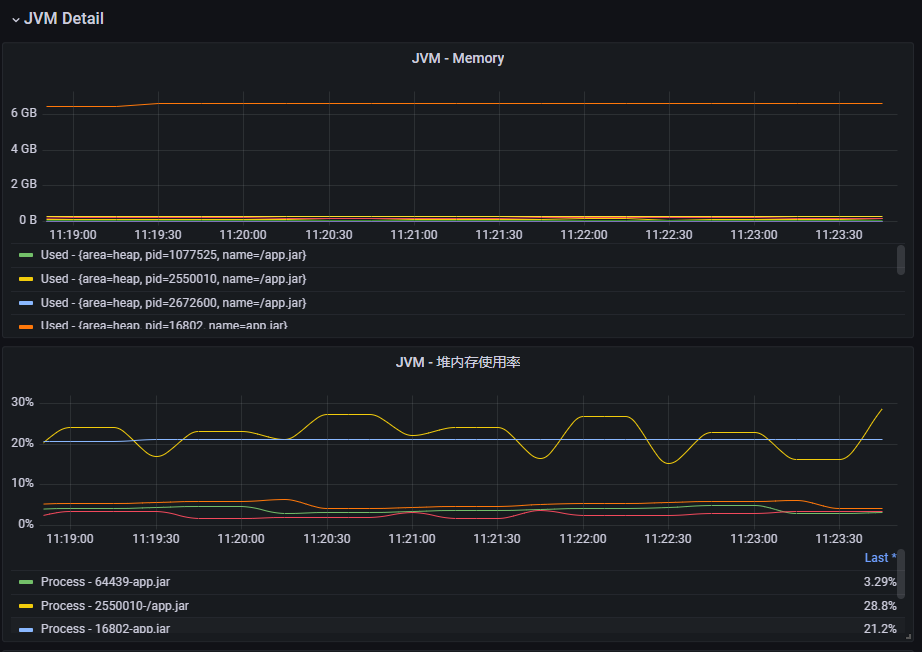 JVM Detail
JVM - Memory
6 GB
4 GB
2 GB
0 B
11:19:00 11:19:30 11:20:00 11:20:30 11:21:00 11:21:30 11:22:00 11:22:30 11:23:00 11:23:30
Used - {area=heap, pid=1077525, name=/app.jar}
Used - {area=heap, pid=2550010, name=/app.jar}
Used - {area=heap, pid=2672600, name=/app.jar}
Used - {area=heap, pid=16802, name=app.jar}
JVM - 堆内存使用率
30%
20%
10%
0%
11:19:00 11:19:30 11:20:00 11:20:30 11:21:00 11:21:30 11:22:00 11:22:30 11:23:00 11:23:30
Last *
Process - 64439-app.jar 3.29%
Process - 2550010-/app.jar 28.8%
Process - 16802-app.jar 21.2%